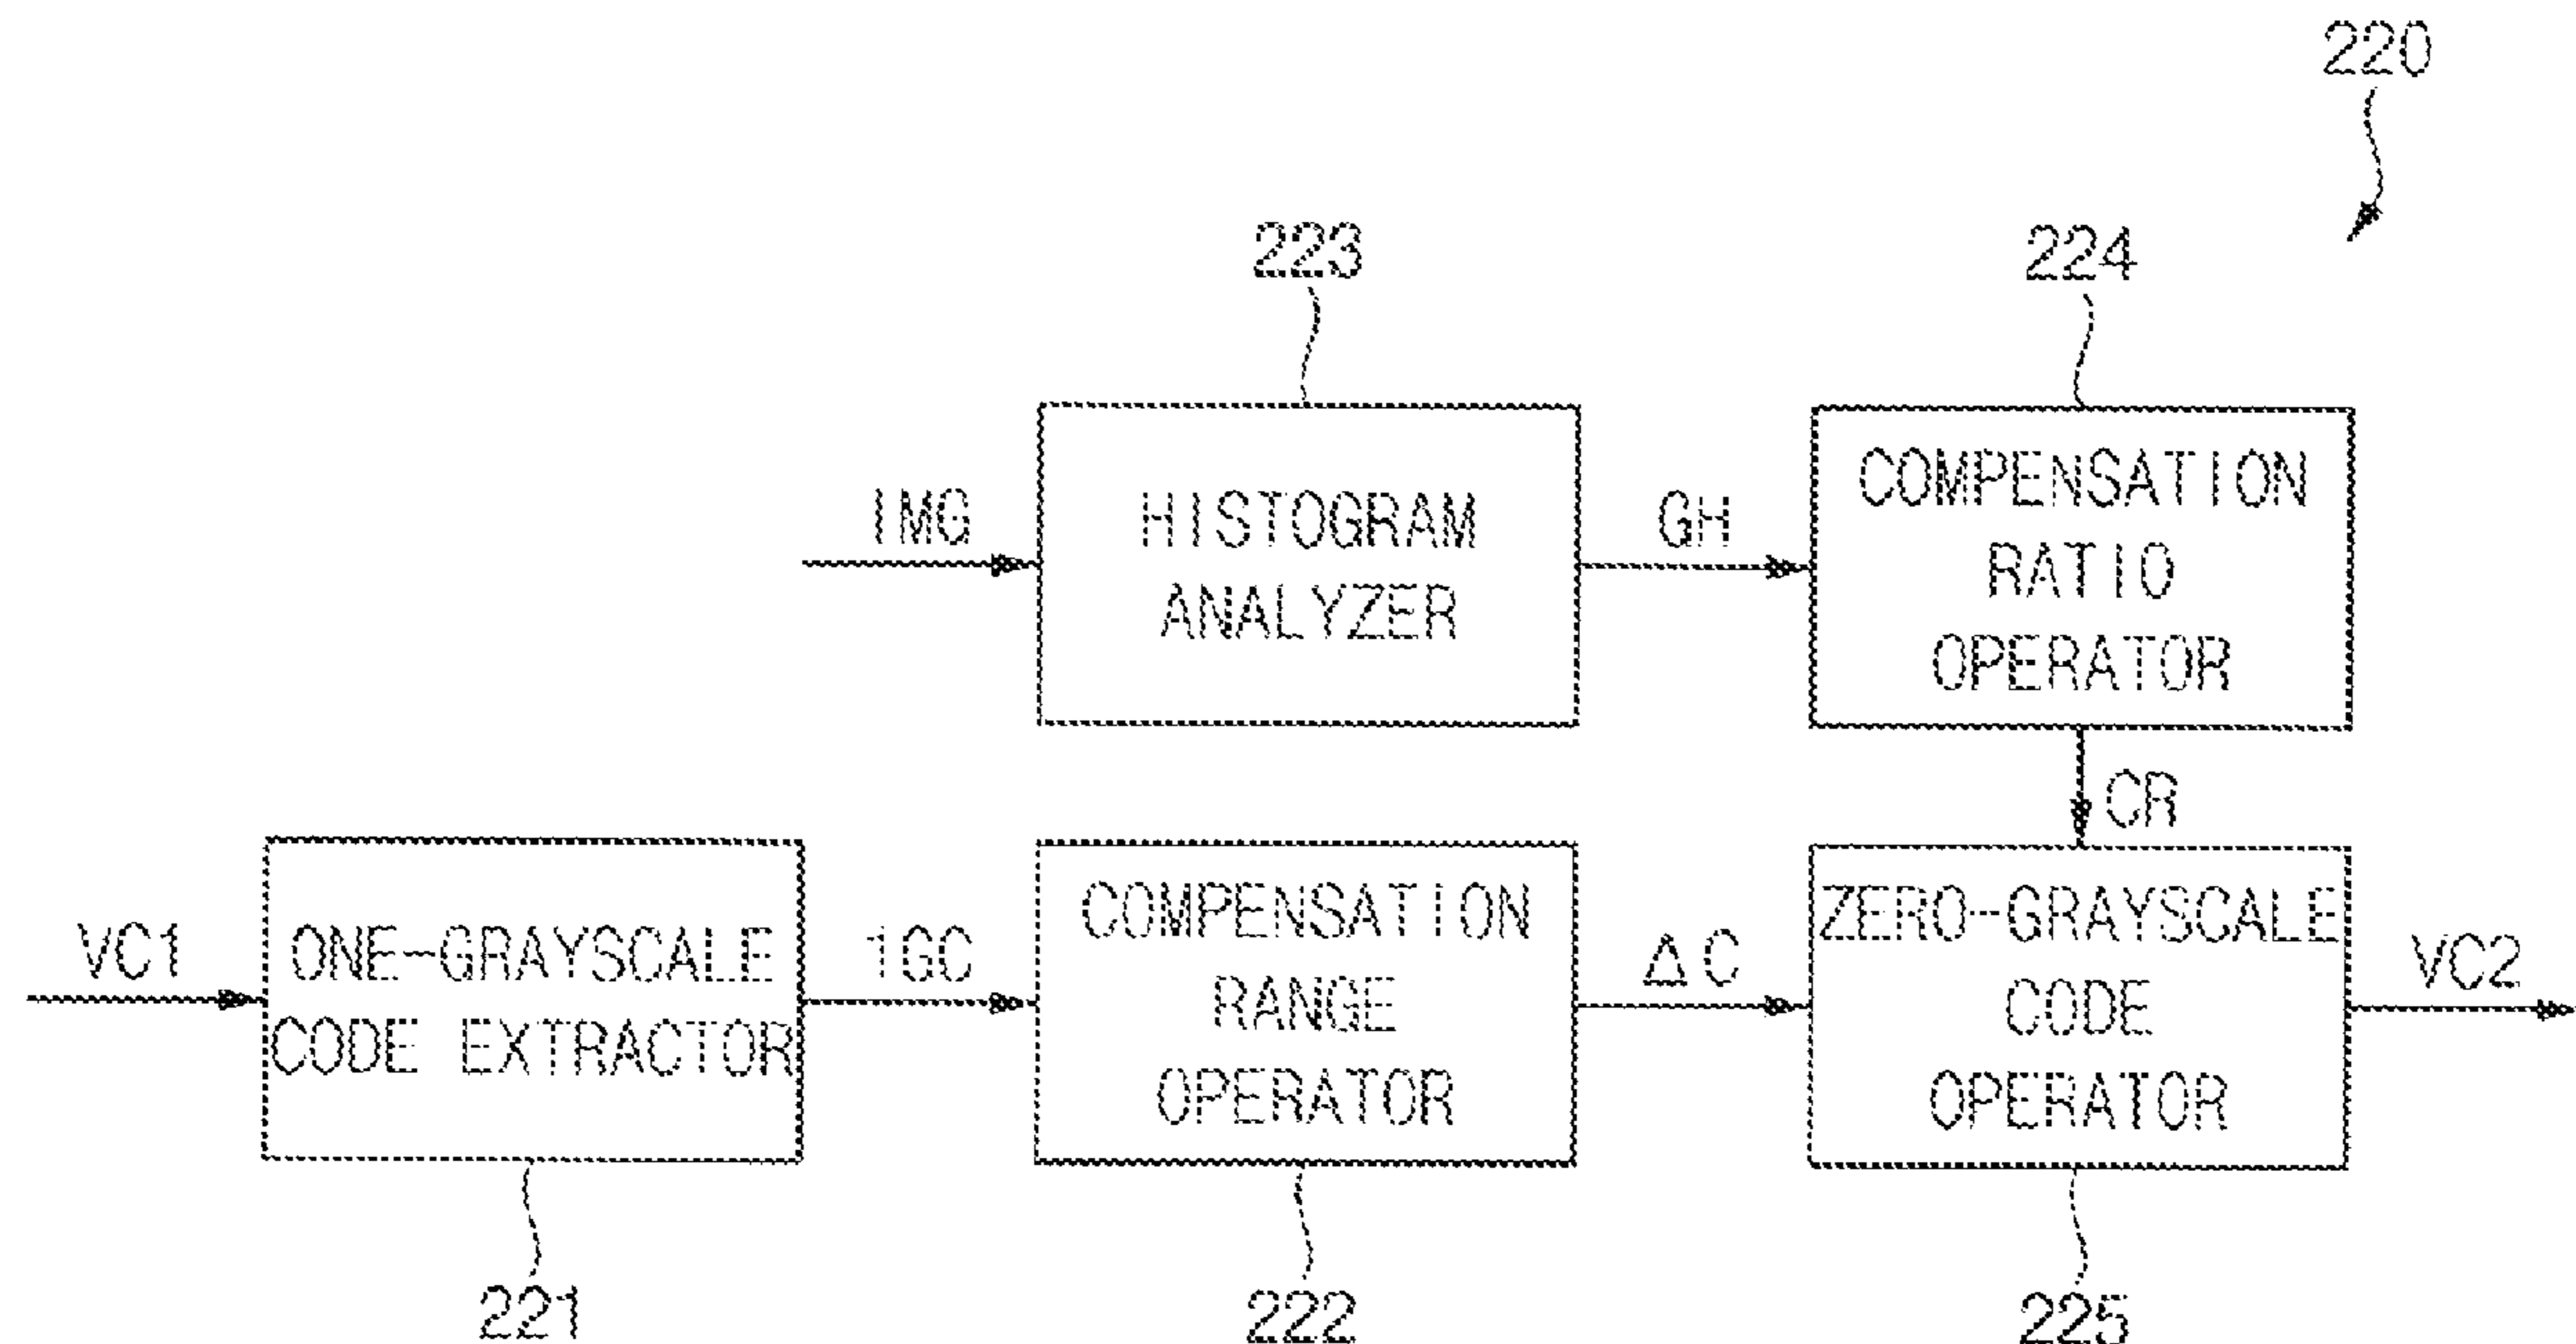 220
223
224
IMG
HISTOGRAM
ANALYZER
GH
COMPENSATION
RATIO
OPERATOR
CR
VC1
ONE-GRAYSCALE
CODE EXTRACTOR
1GC
COMPENSATION
RANGE
OPERATOR
ΔC
ZERO-GRAYSCALE
CODE
OPERATOR
VC2
221
222
225